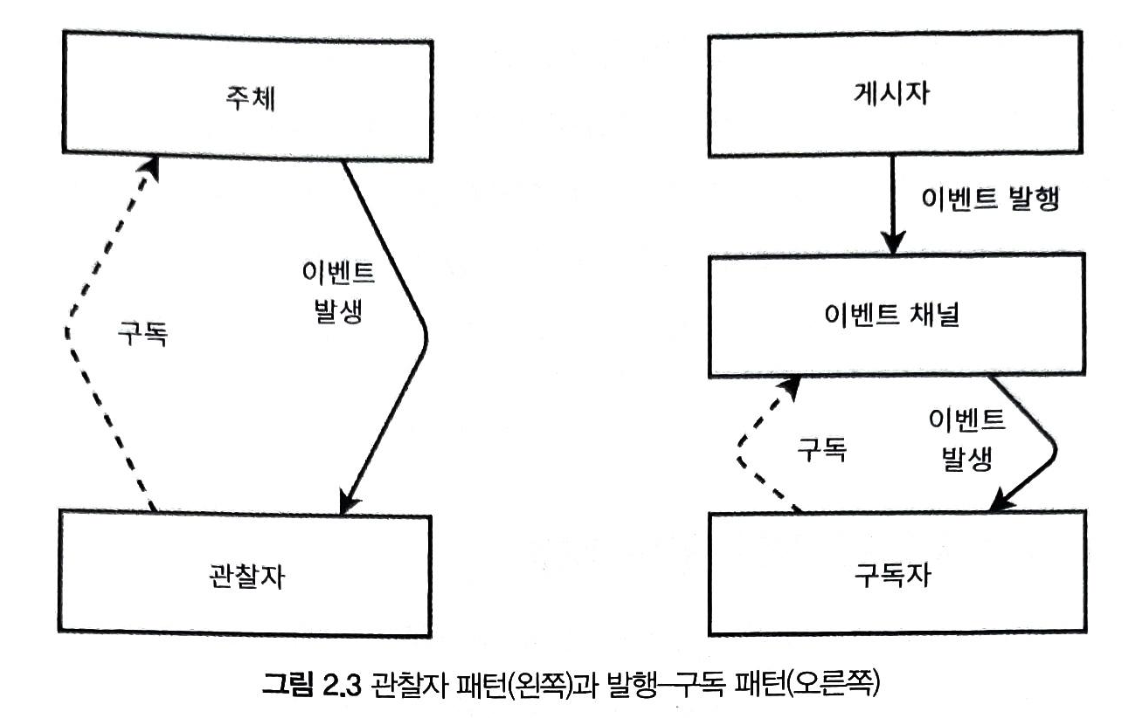 주체
이벤트
발생
구독
관찰자
게시자
이벤트 발행
이벤트 채널
이벤트
발생
구독
구독자
그림 2.3 관찰자 패턴(왼쪽)과 발행–구독 패턴(오른쪽)